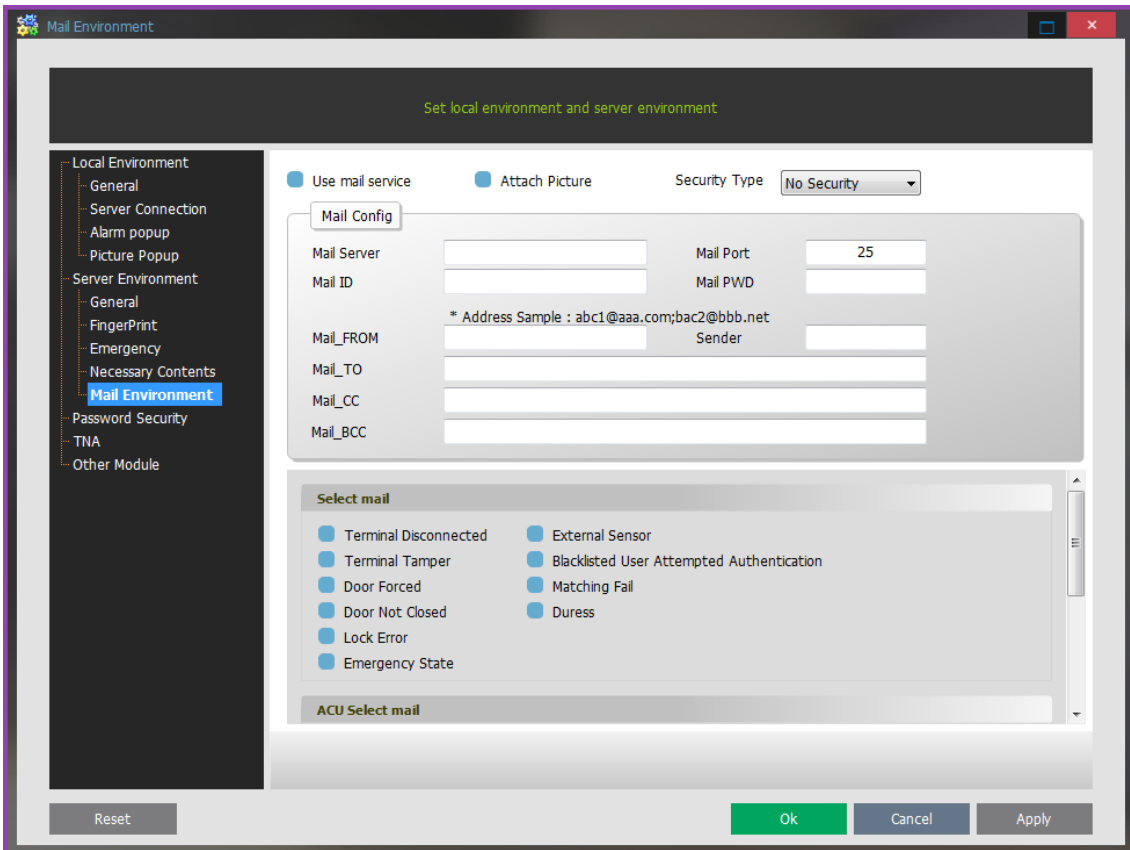 Mail Environment
Set local environment and server environment
Local Environment
General
Server Connection
Alarm popup
Picture Popup
Server Environment
General
FingerPrint
Emergency
Necessary Contents
Mail Environment
Password Security
TNA
Other Module
Use mail service Attach Picture Security Type No Security
Mail Config
Mail Server Mail Port 25
Mail ID Mail PWD
* Address Sample : abc1@aaa.com;bac2@bbb.net
Mail_FROM Sender
Mail_TO
Mail_CC
Mail_BCC
Select mail
Terminal Disconnected External Sensor
Terminal Tamper Blacklisted User Attempted Authentication
Door Forced Matching Fail
Door Not Closed Duress
Lock Error
Emergency State
ACU Select mail
Reset Ok Cancel Apply